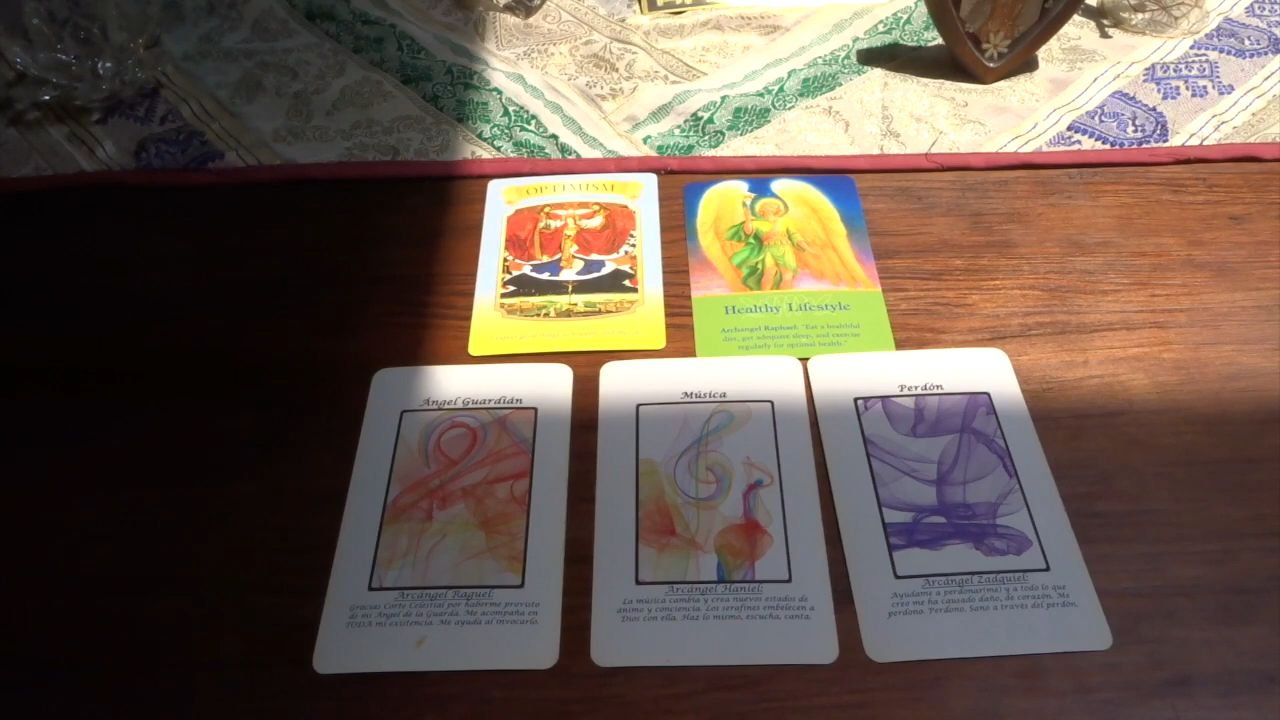 OPTIMISM
Healthy Lifestyle
Archangel Raphael: "Eat a healthful
diet, get adequate sleep, and exercise
regularly for optimal health."
Ángel Guardián
Arcángel Raguel:
Gracias Corte Celestial por haberme provisto
de mi Ángel de la Guarda. Me acompaña en
TODA mi existencia. Me ayuda al invocarlo.
Música
Arcángel Haniel:
La música cambia y crea nuevos estados de
animo y conciencia. Los serafines embelecen a
Dios con ella. Haz lo mismo, escucha, canta.
Perdón
Arcángel Zadquiel:
Ayúdame a perdonar(me) y a todo lo que
cree me ha causado daño, de corazón. Me
perdono. Perdono. Sano a través del perdón.